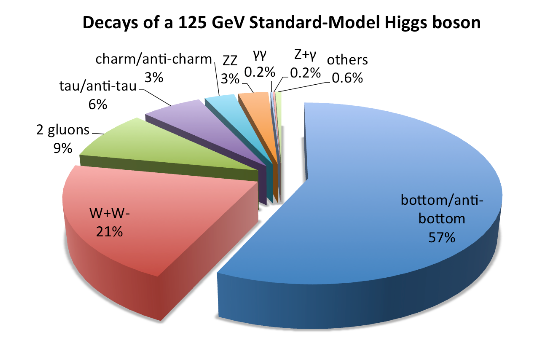 Decays of a 125 GeV Standard-Model Higgs boson
charm/anti-charm
3%
ZZ
3%
γγ
0.2%
Z+γ
0.2%
others
0.6%
tau/anti-tau
6%
2 gluons
9%
W+W-
21%
bottom/anti-
bottom
57%